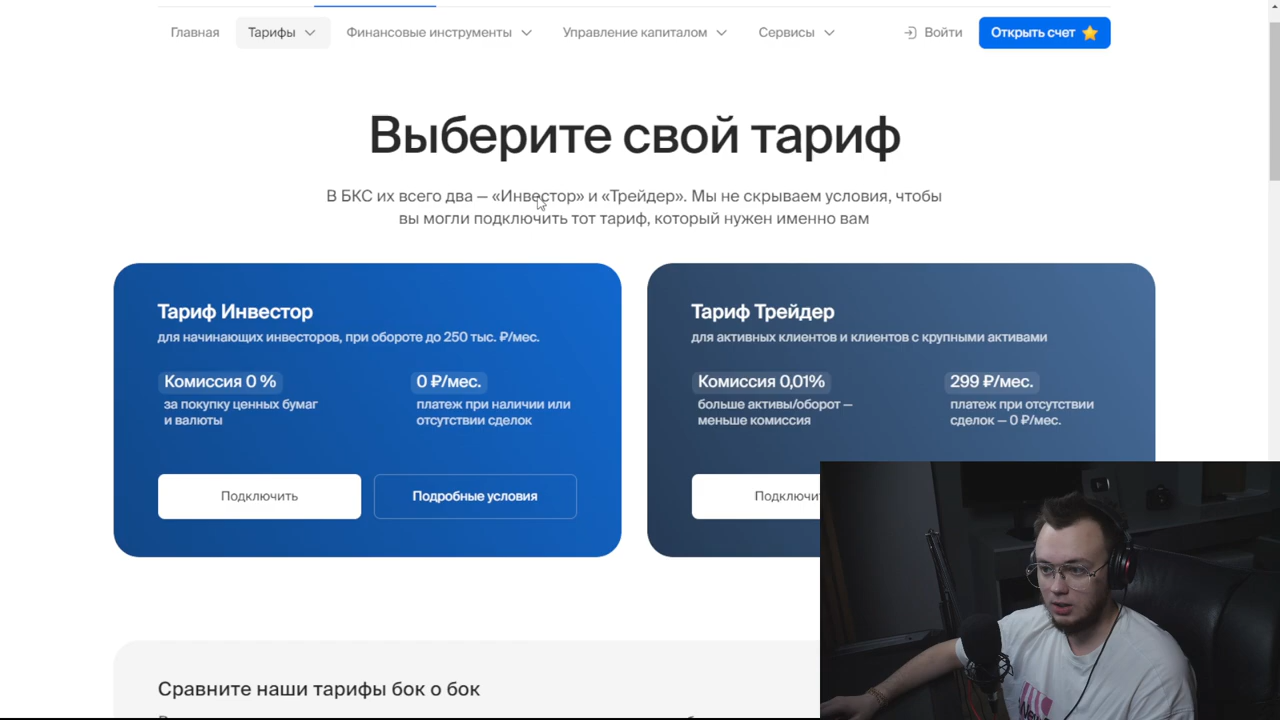 Главная
Тарифы
Финансовые инструменты
Управление капиталом
Сервисы
Войти
Открыть счет
Выберите свой тариф
В БКС их всего два – «Инвестор» и «Трейдер». Мы не скрываем условия, чтобы
вы могли подключить тот тариф, который нужен именно вам
Тариф Инвестор
для начинающих инвесторов, при обороте до 250 тыс. ₽/мес.
Комиссия 0 %
за покупку ценных бумаг
и валюты
0 ₽/мес.
платеж при наличии или
отсутствии сделок
Подключить
Подробные условия
Тариф Трейдер
для активных клиентов и клиентов с крупными активами
Комиссия 0,01%
больше активы/оборот —
меньше комиссия
299 ₽/мес.
платеж при отсутствии
сделок — 0 ₽/мес.
Сравните наши тарифы бок о бок